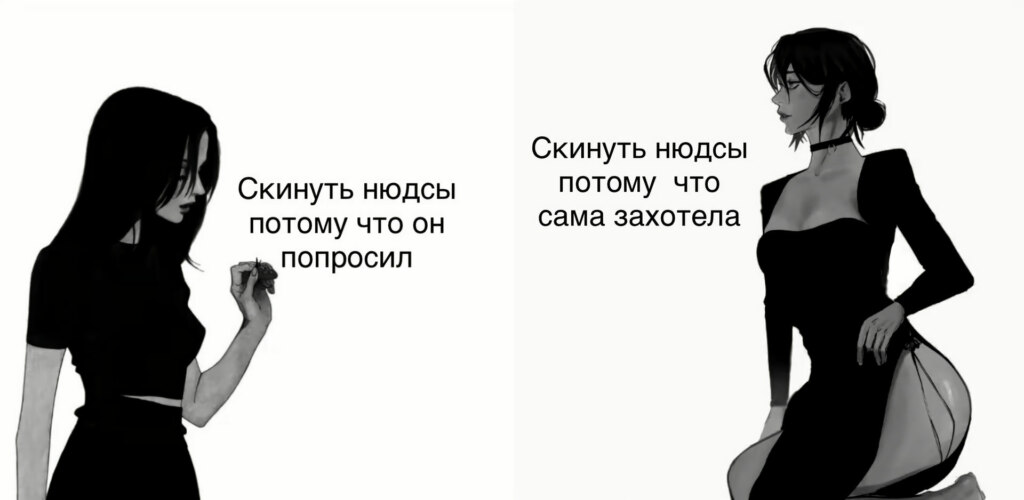 Скинуть нюдсы
потому что он
попросил
Скинуть нюдсы
потому  что
сама захотела